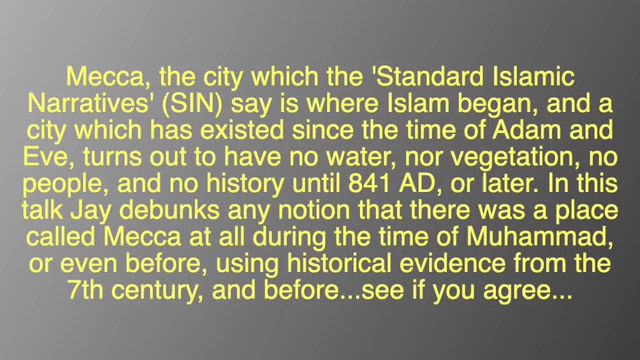 Mecca, the city which the 'Standard Islamic
Narratives' (SIN) say is where Islam began, and a
city which has existed since the time of Adam and
Eve, turns out to have no water, nor vegetation, no
people, and no history until 841 AD, or later. In this
talk Jay debunks any notion that there was a place
called Mecca at all during the time of Muhammad,
or even before, using historical evidence from the
7th century, and before...see if you agree...